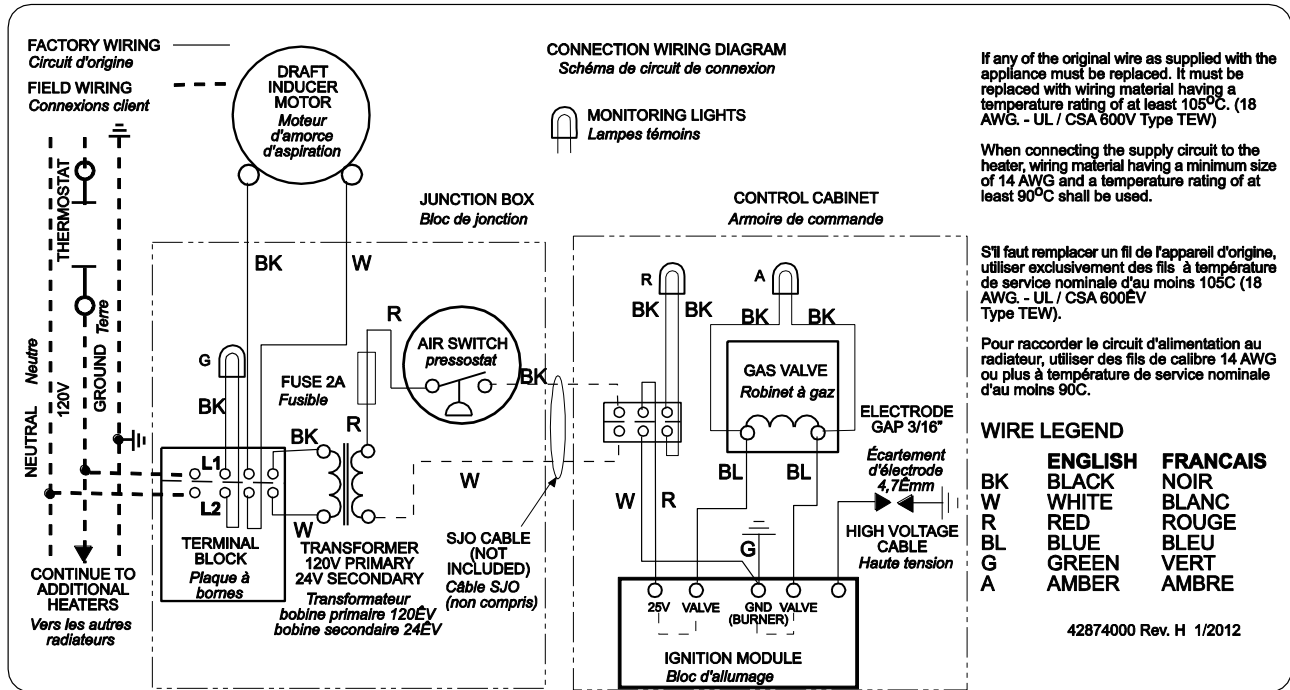 FACTORY WIRING
Circuit d'origine
FIELD WIRING
Connexions client
DRAFT
INDUCER
MOTOR
Moteur
d'amorce
d'aspiration
CONNECTION WIRING DIAGRAM
Schéma de circuit de connexion
MONITORING LIGHTS
Lampes témoins
If any of the original wire as supplied with the
appliance must be replaced. It must be
replaced with wiring material having a
temperature rating of at least 105ºC. (18
AWG. - UL / CSA 600V Type TEW)
When connecting the supply circuit to the
heater, wiring material having a minimum size
of 14 AWG and a temperature rating of at
least 90ºC shall be used.
S'il faut remplacer un fil de l'appareil d'origine,
utiliser exclusivement des fils à température
de service nominale d'au moins 105C (18
AWG. - UL / CSA 600ÊV
Type TEW).
Pour raccorder le circuit d'alimentation au
radiateur, utiliser des fils de calibre 14 AWG
ou plus à température de service nominale
d'au moins 90C.
WIRE LEGEND
ENGLISH FRANCAIS
BK BLACK NOIR
W WHITE BLANC
R RED ROUGE
BL BLUE BLEU
G GREEN VERT
A AMBER AMBRE
42874000 Rev. H 1/2012
THERMOSTAT
NEUTRAL Neutre
120V
GROUND Terre
CONTINUE TO
ADDITIONAL
HEATERS
Vers les autres
radiateurs
JUNCTION BOX
Bloc de jonction
BK
W
G
BK
L1
L2
TERMINAL
BLOCK
Plaque à
bornes
FUSE 2A
Fusible
R
R
BK
W
TRANSFORMER
120V PRIMARY
24V SECONDARY
Transformateur
bobine primaire 120ÊV
bobine secondaire 24ÊV
AIR SWITCH
pressostat
BK
W
SJO CABLE
(NOT
INCLUDED)
Câble SJO
(non compris)
CONTROL CABINET
Armoire de commande
R
BK BK
A
BK BK
GAS VALVE
Robinet à gaz
BL BL
W R
G
ELECTRODE
GAP 3/16”
Écartement
d'électrode
4,7Êmm
HIGH VOLTAGE
CABLE
Haute tension
25V VALVE GND VALVE
(BURNER)
IGNITION MODULE
Bloc d'allumage